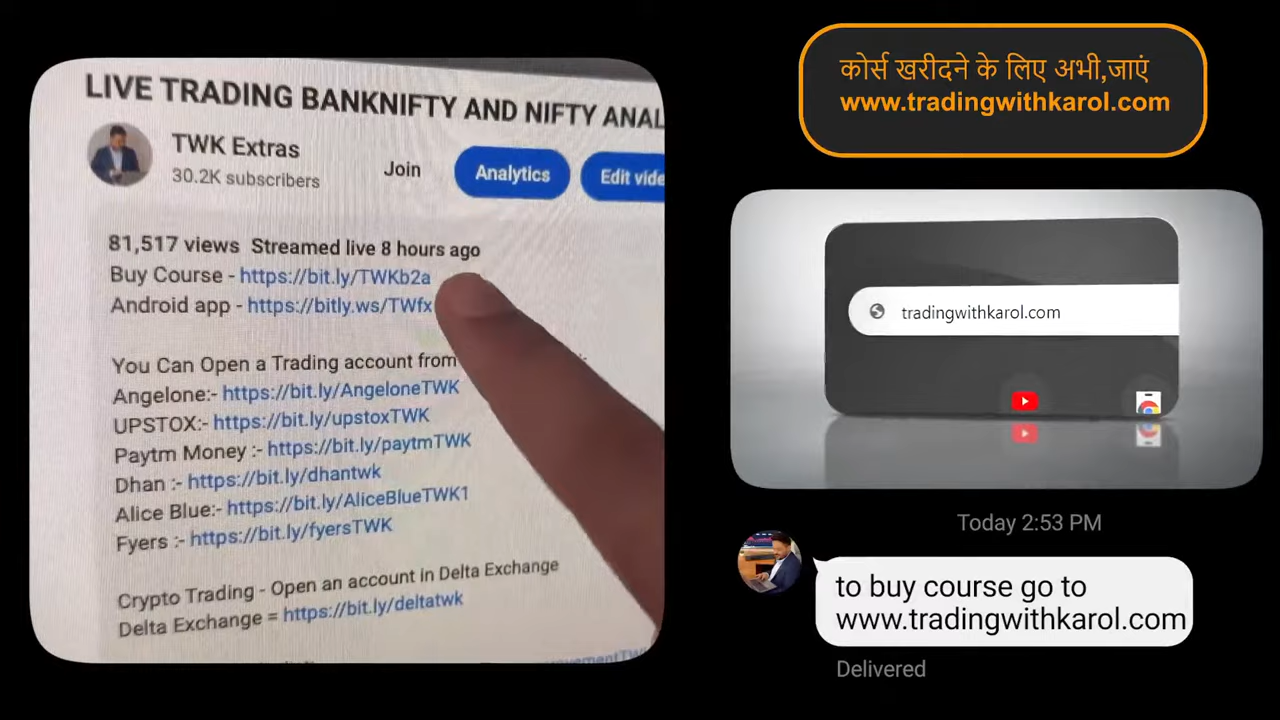 LIVE TRADING BANKNIFTY AND NIFTY ANAL
TWK Extras
30.2K subscribers
Join
Analytics
Edit vide
81,517 views Streamed live 8 hours ago
Buy Course - https://bit.ly/TWKb2a
Android app - https://bitly.ws/TWfx
You Can Open a Trading account from
Angelone:- https://bit.ly/AngeloneTWK
UPSTOX:- https://bit.ly/upstoxTWK
Paytm Money :- https://bit.ly/paytmTWK
Dhan :- https://bit.ly/dhantwk
Alice Blue:- https://bit.ly/AliceBlueTWK1
Fyers :- https://bit.ly/fyersTWK
Crypto Trading - Open an account in Delta Exchange
Delta Exchange = https://bit.ly/deltatwk
कोर्स खरीदने के लिए अभी,जाएं
www.tradingwithkarol.com
tradingwithkarol.com
Today 2:53 PM
to buy course go to
www.tradingwithkarol.com
Delivered